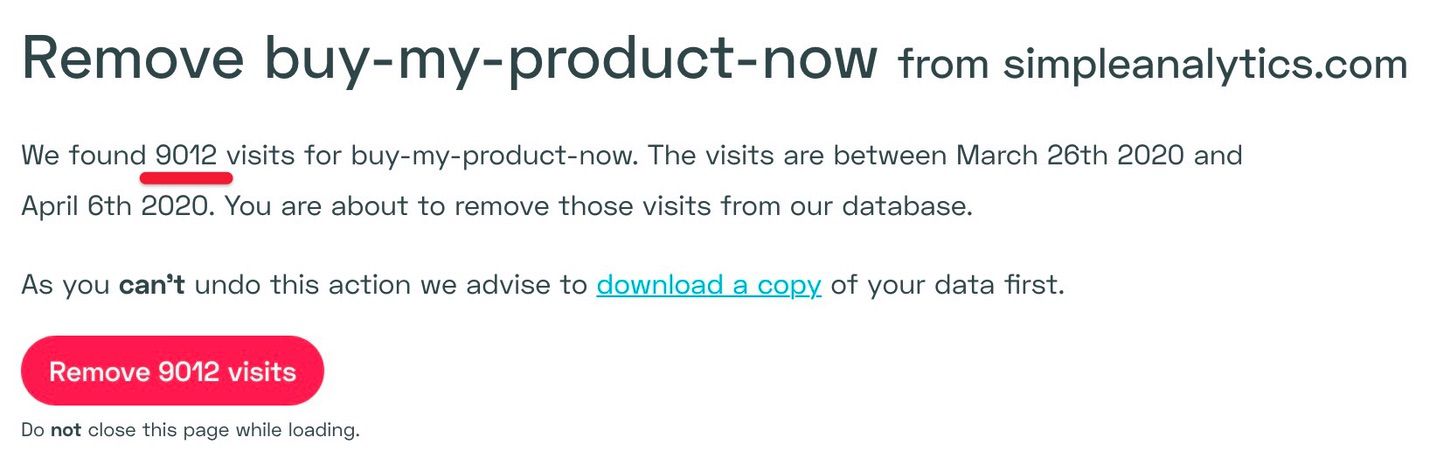 Remove buy-my-product-now from simpleanalytics.com
We found 9012 visits for buy-my-product-now. The visits are between March 26th 2020 and
April 6th 2020. You are about to remove those visits from our database.
As you can't undo this action we advise to download a copy of your data first.
Remove 9012 visits
Do not close this page while loading.